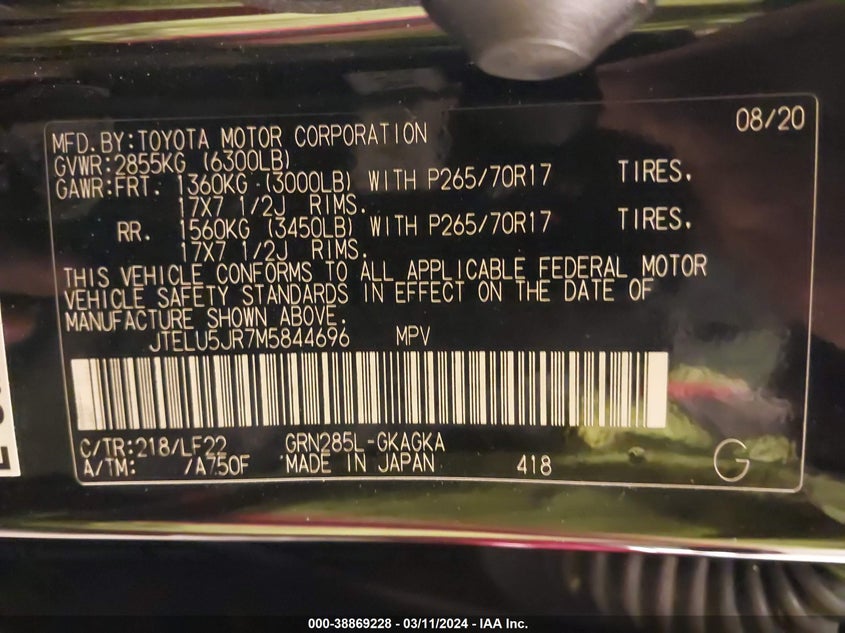 08/20
MFD.BY:TOYOTA MOTOR CORPORATION
GVWR:2855KG (6300LB)
GAWR:FRT. 1360KG (3000LB) WITH P265/70R17 TIRES.
17X7 1/2J RIMS.
RR. 1560KG (3450LB) WITH P265/70R17 TIRES.
17X7 1/2J RIMS.
THIS VEHICLE CONFORMS TO ALL APPLICABLE FEDERAL MOTOR
VEHICLE SAFETY STANDARDS IN EFFECT ON THE DATE OF
MANUFACTURE SHOWN ABOVE.
JTELU5JR7M5844696 MPV
C/TR:218/LF22 GRN285L-GKAGKA
A/TM: /A750F MADE IN JAPAN 418 G
000-38869228 - 03/11/2024 - IAA Inc.